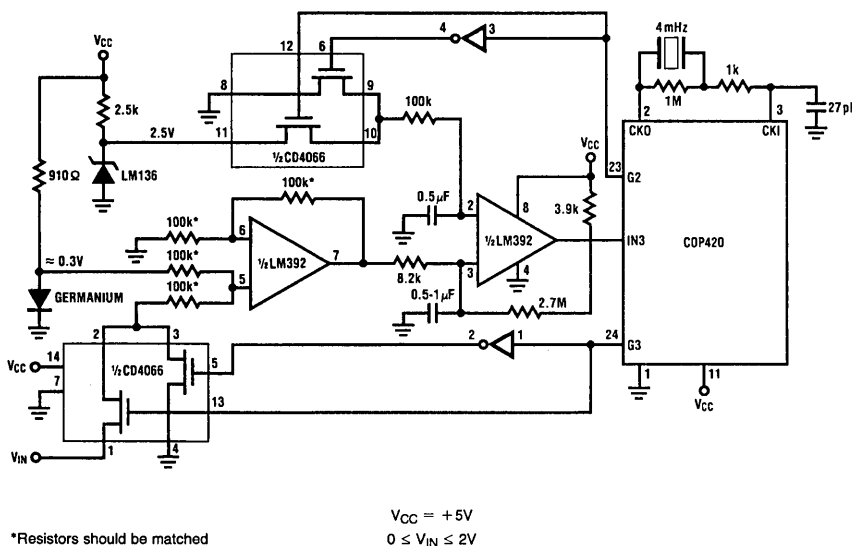 4 mHz
12
6
4
3
VCC
1k
1M
8
9
2
3
27pl
2.5k
100k
CKO
CKI
2.5V
11
10
VCC
½CD4066
23
G2
910Ω
LM136
100k*
0.5µF
8
3.9k
2
100k*
6
½LM392
IN3
COP420
≈ 0.3V
½LM392
7
100k*
8.2k
3
4
5
GERMANIUM
100k*
0.5-1µF
2.7M
2
3
2
1
24
G3
VCC
14
½CD4066
5
7
13
1
11
VCC
VIN
1
4
VCC = +5V
*Resistors should be matched
0 ≤ VIN ≤ 2V